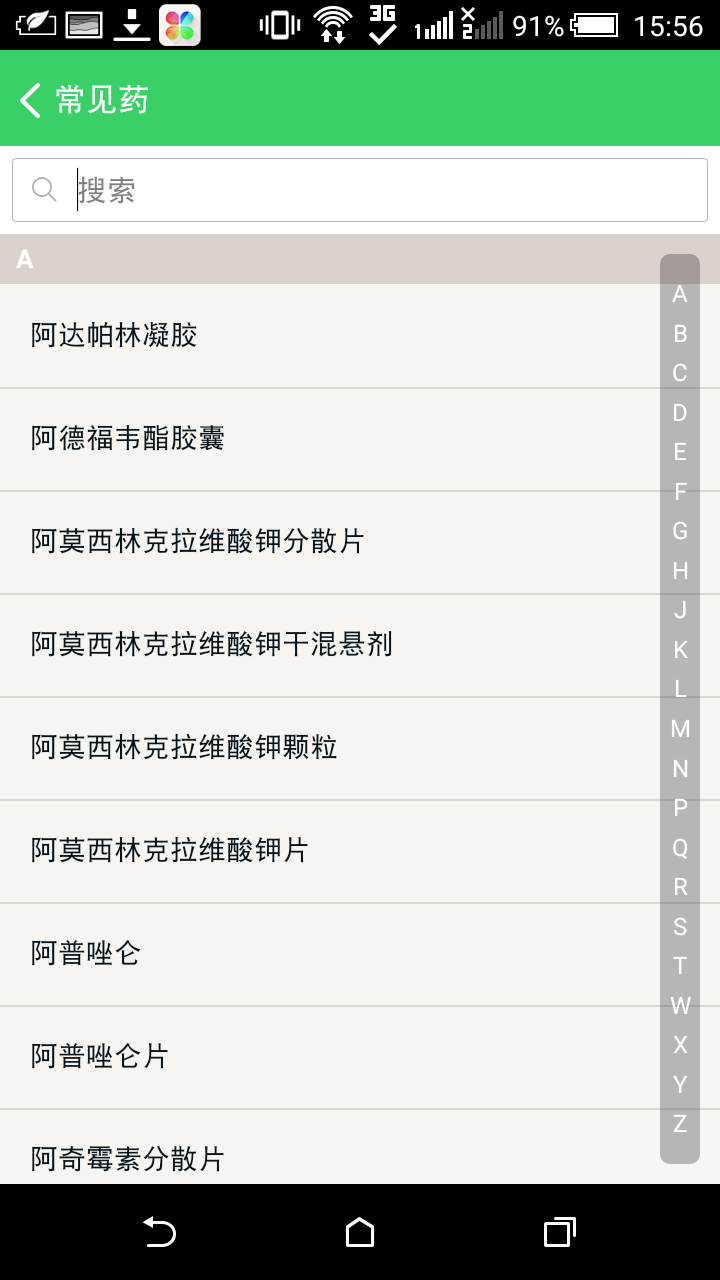 3G 1 2 91% 15:56
常见药
搜索
A
阿达帕林凝胶
阿德福韦酯胶囊
阿莫西林克拉维酸钾分散片
阿莫西林克拉维酸钾干混悬剂
阿莫西林克拉维酸钾颗粒
阿莫西林克拉维酸钾片
阿普唑仑
阿普唑仑片
阿奇霉素分散片
A
B
C
D
E
F
G
H
J
K
L
M
N
P
Q
R
S
T
W
X
Y
Z